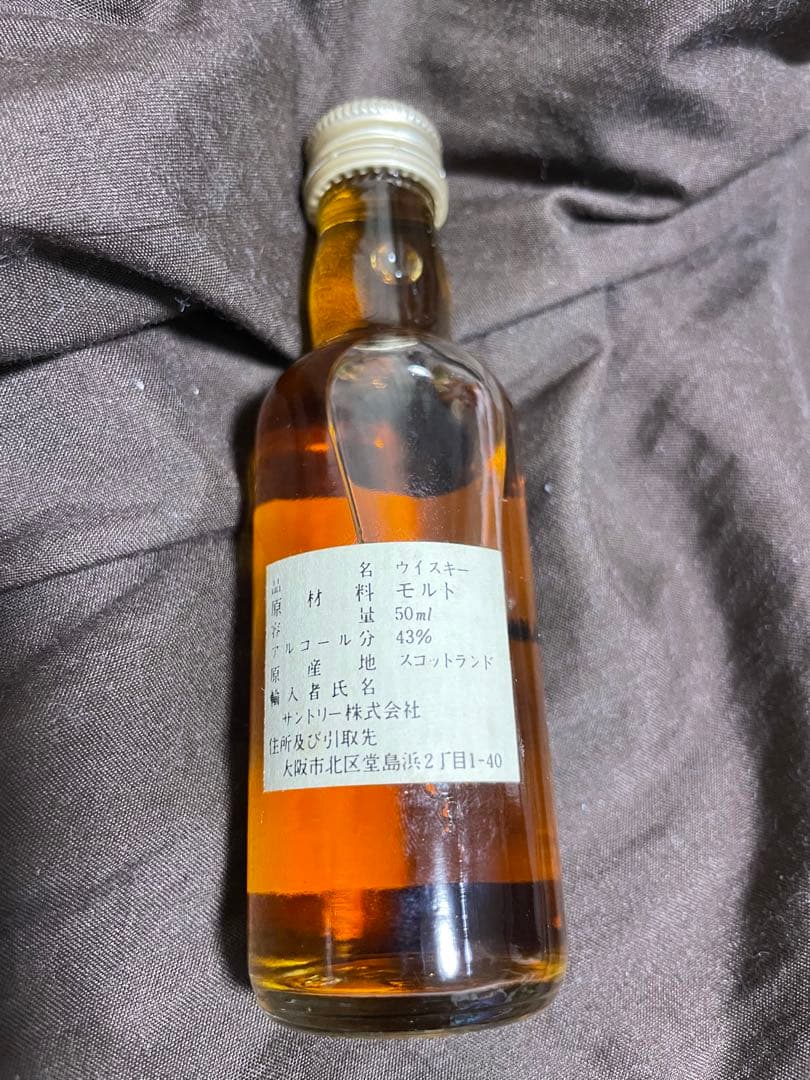 品名 ウイスキー
原材料 モルト
容量 50ml
アルコール分 43%
原産地 スコットランド
輸入者氏名
サントリー株式会社
住所及び引取先
大阪市北区堂島浜2丁目1-40